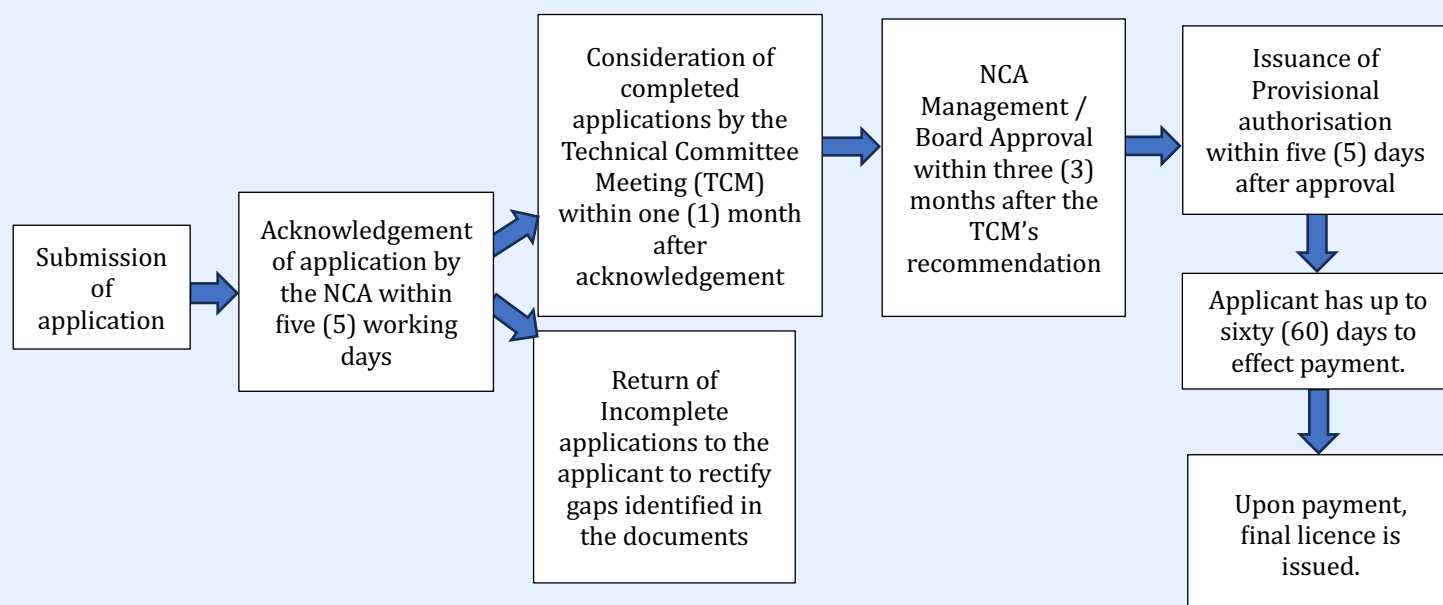 Submission
of
application
Acknowledgement
of application by
the NCA within
five (5) working
days
Consideration of
completed
applications by the
Technical Committee
Meeting (TCM)
within one (1) month
after
acknowledgement
Return of
Incomplete
applications to the
applicant to rectify
gaps identified in
the documents
NCA
Management /
Board Approval
within three (3)
months after the
TCM’s
recommendation
Issuance of
Provisional
authorisation
within five (5) days
after approval
Applicant has up to
sixty (60) days to
effect payment.
Upon payment,
final licence is
issued.